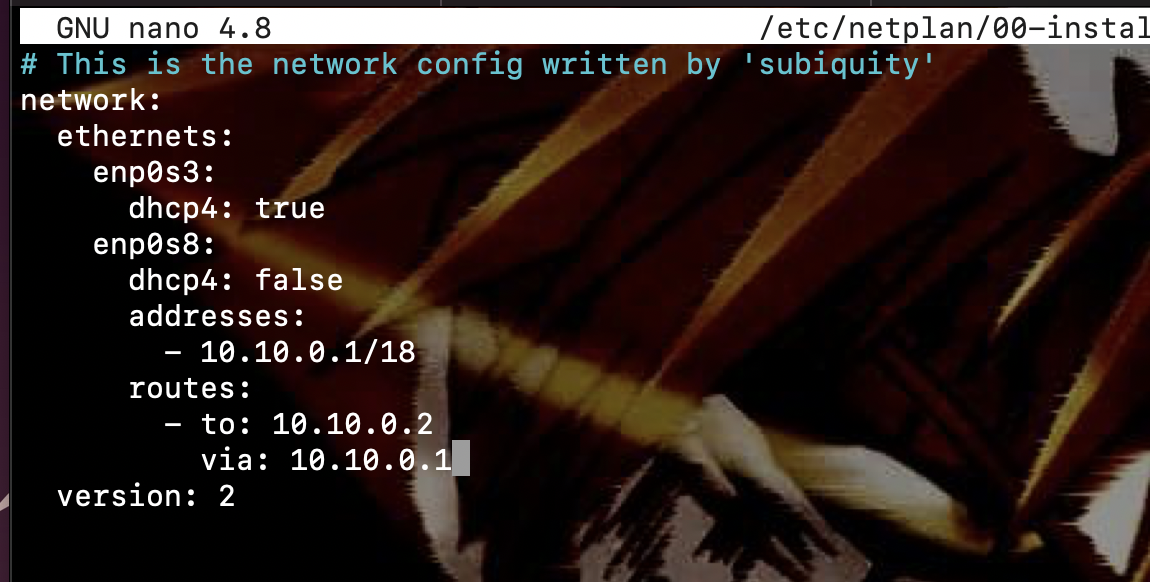 GNU nano 4.8 /etc/netplan/00-instal
# This is the network config written by 'subiquity'
network:
  ethernets:
    enp0s3:
      dhcp4: true
    enp0s8:
      dhcp4: false
      addresses:
        - 10.10.0.1/18
      routes:
        - to: 10.10.0.2
          via: 10.10.0.1
  version: 2